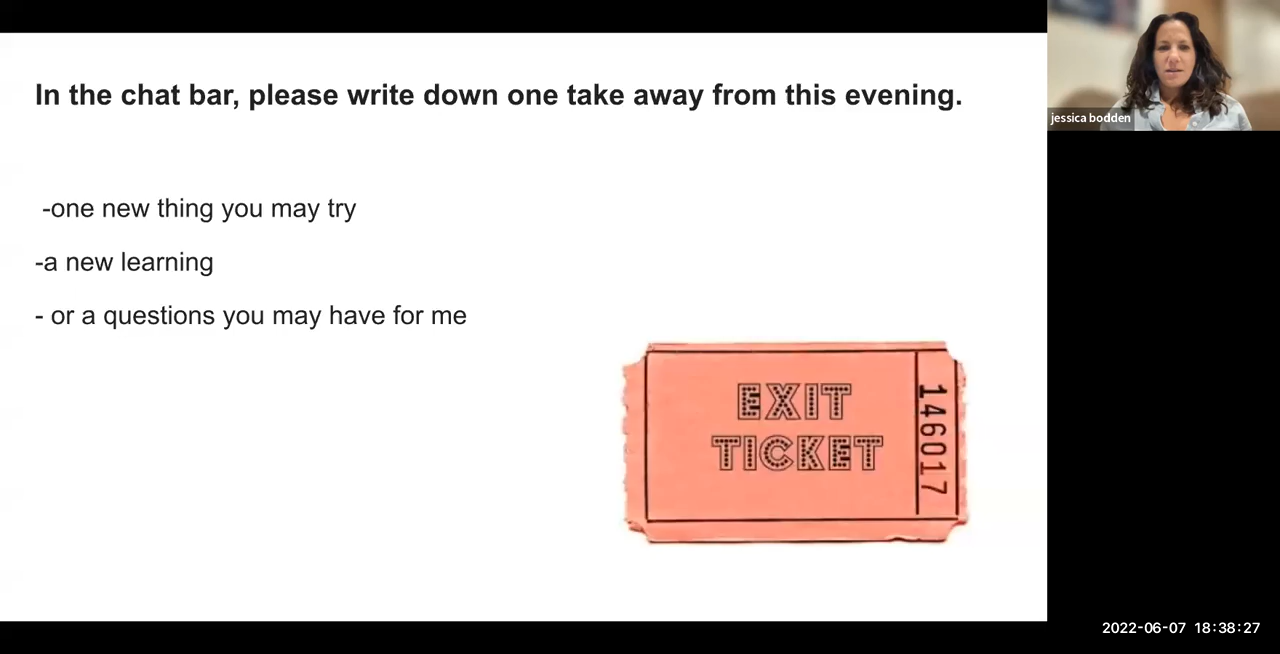 In the chat bar, please write down one take away from this evening.
-one new thing you may try
-a new learning
- or a questions you may have for me
EXIT
TICKET
146017
jessica bodden
2022-06-07 18:38:27